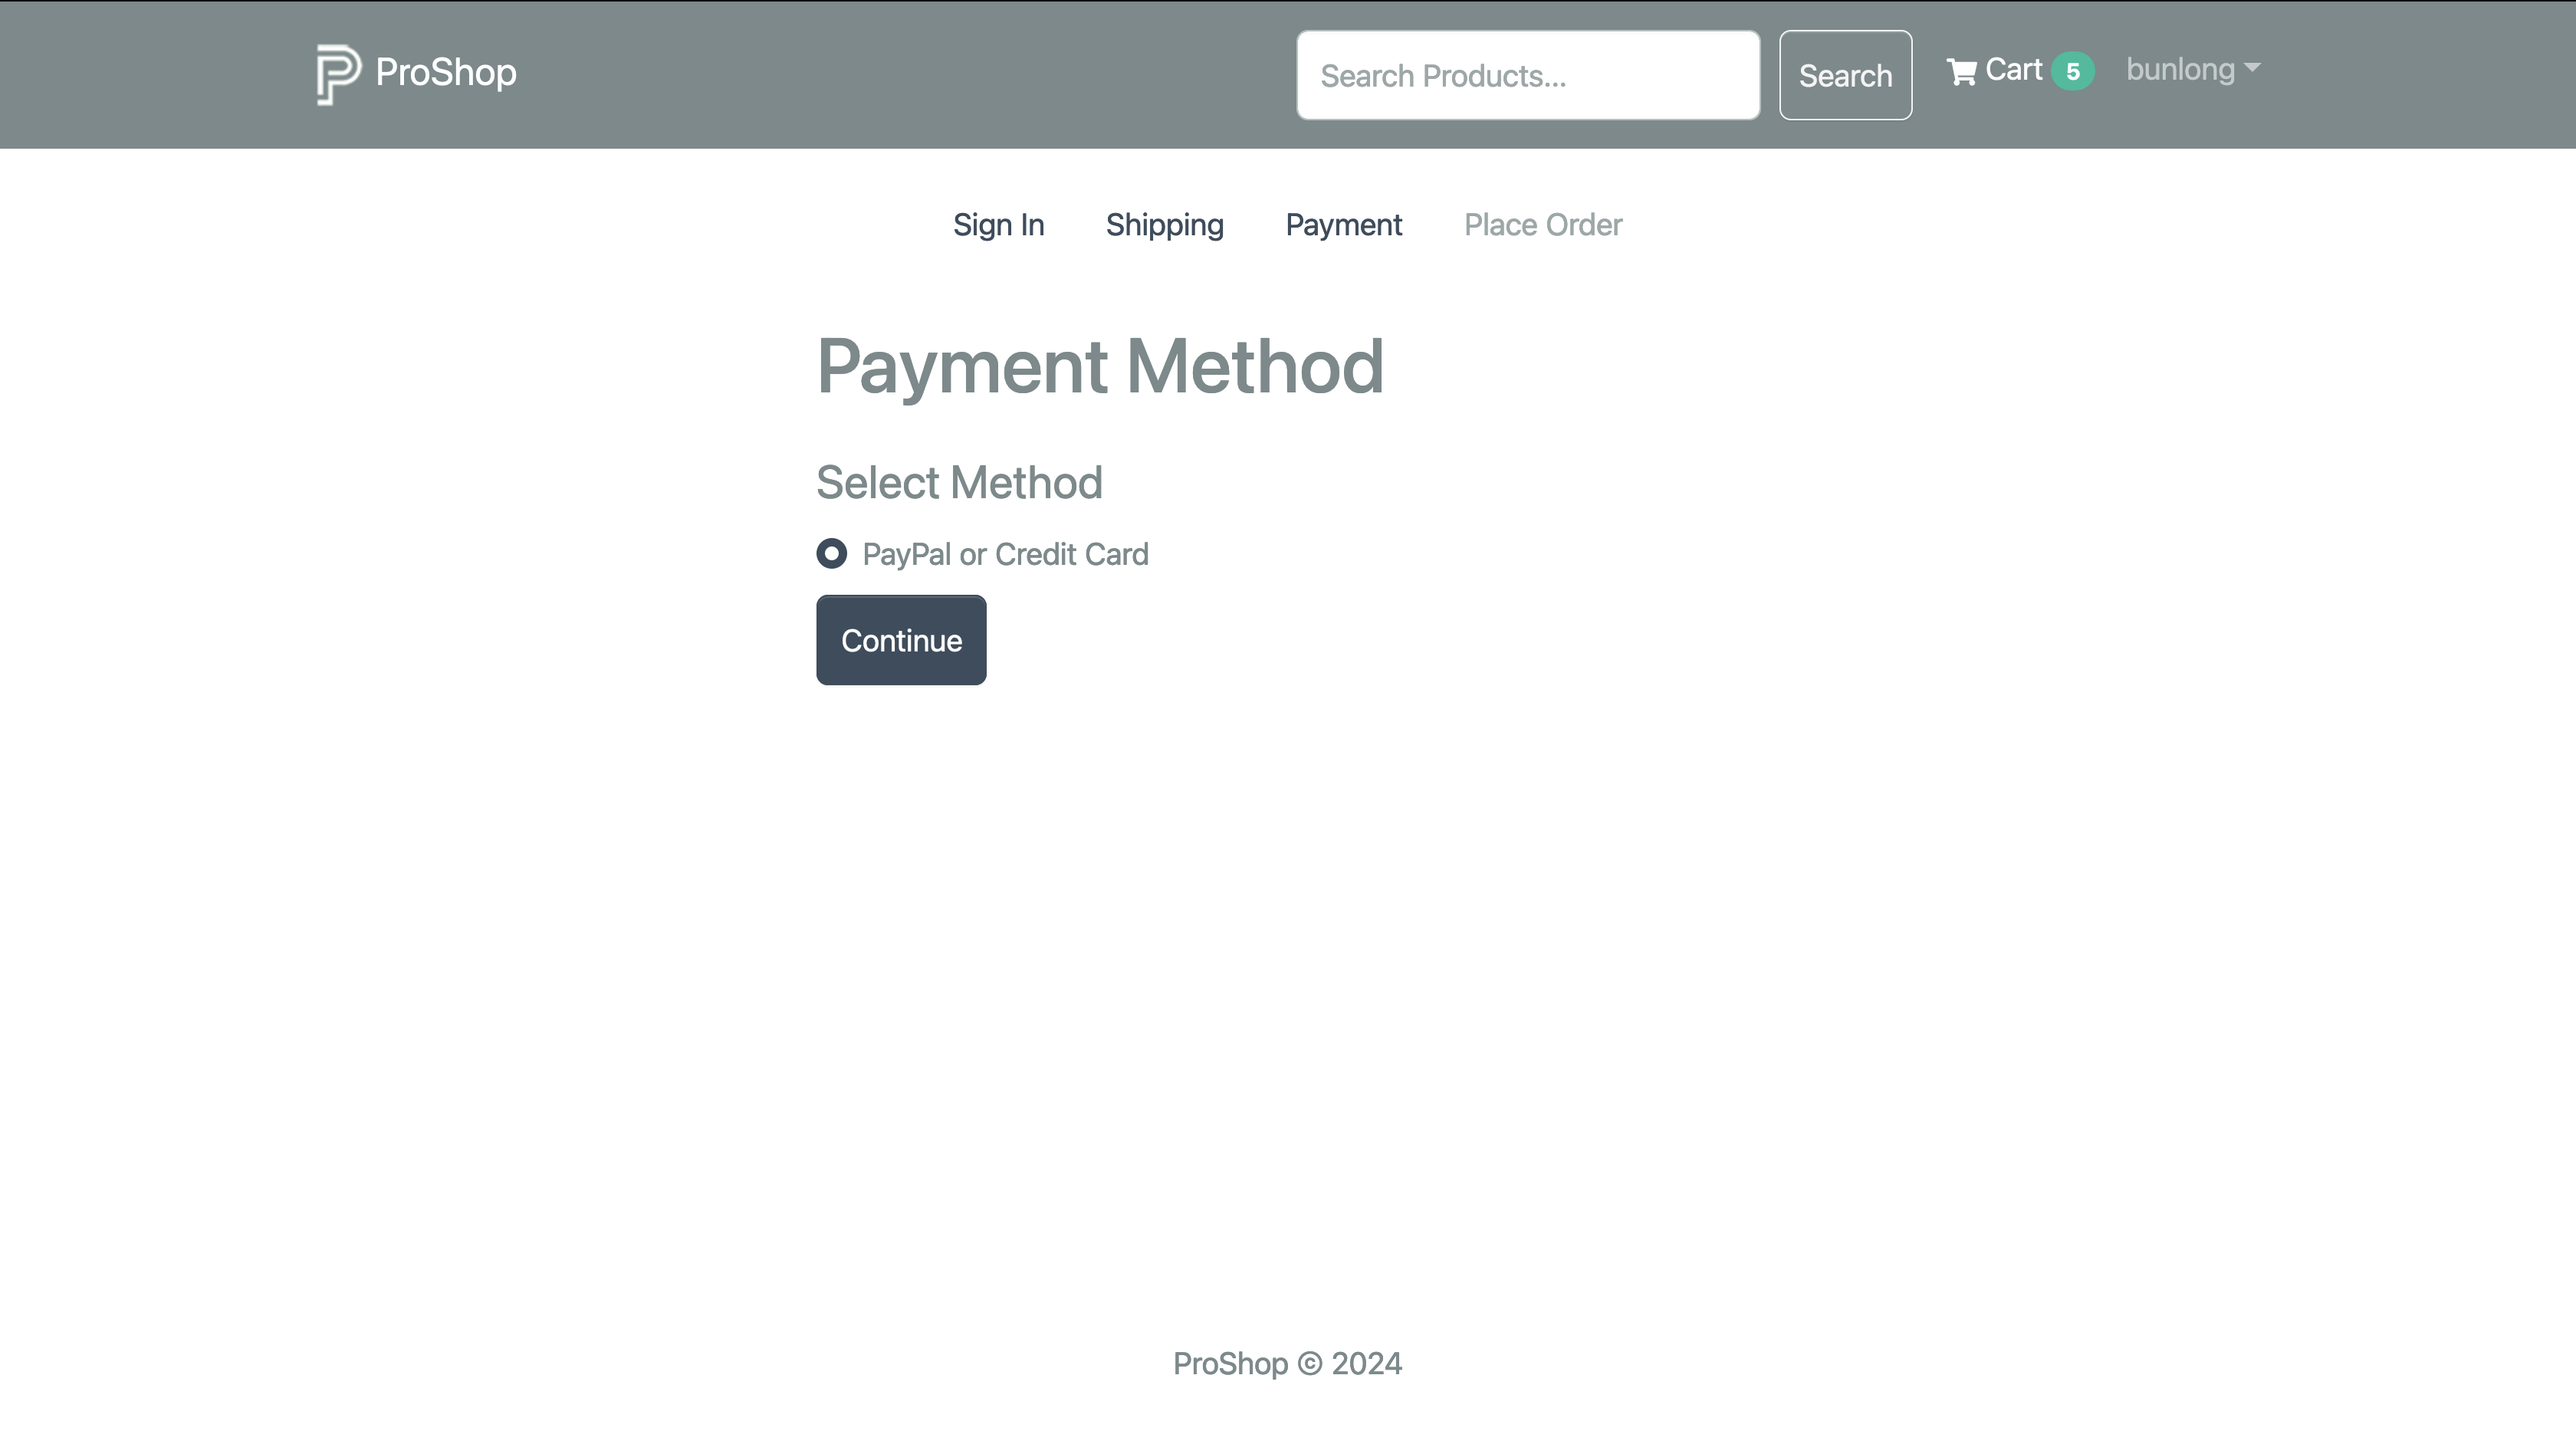 ProShop
Search Products...
Search
Cart 5
bunlong
Sign In
Shipping
Payment
Place Order
Payment Method
Select Method
PayPal or Credit Card
Continue
ProShop © 2024